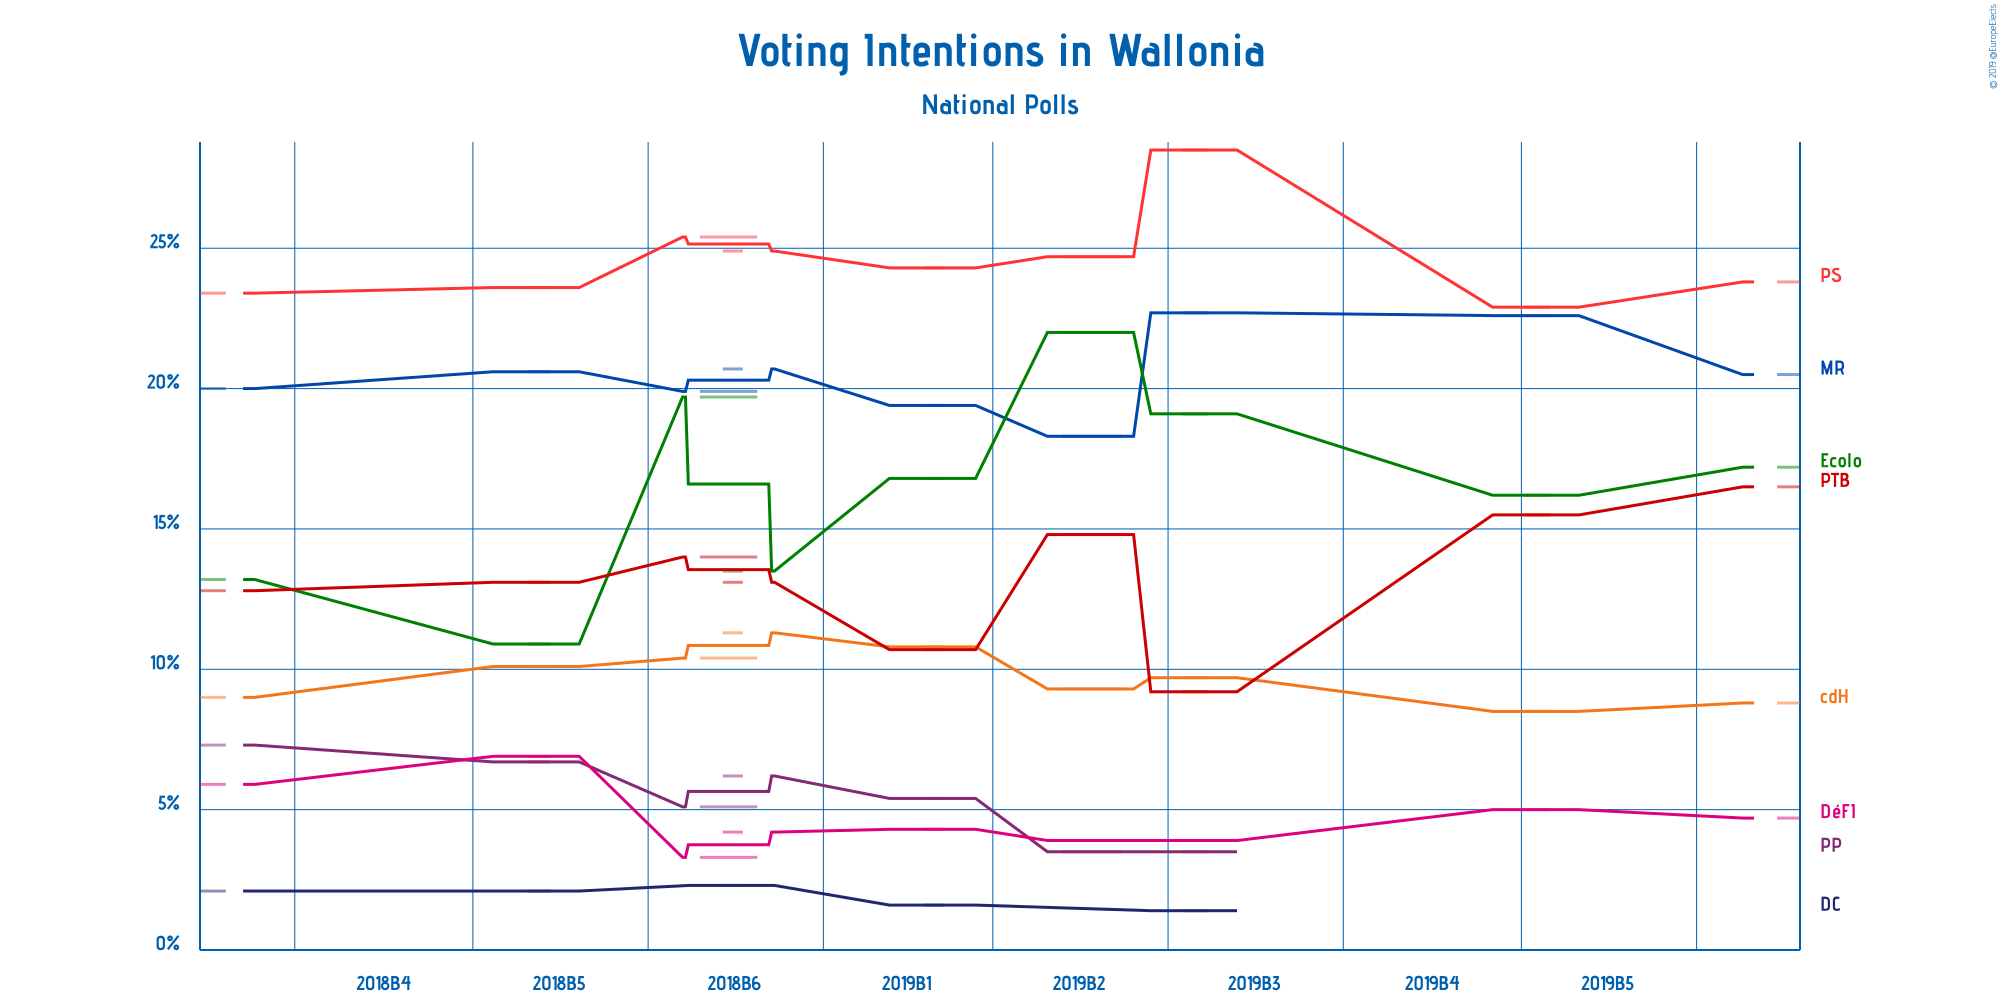 © 2019 @EuropeElects
Voting Intentions in Wallonia
National Polls
25%
20%
15%
10%
5%
0%
PS
MR
Ecolo
PTB
cdH
DéFI
PP
DC
2018B4 2018B5 2018B6 2019B1 2019B2 2019B3 2019B4 2019B5